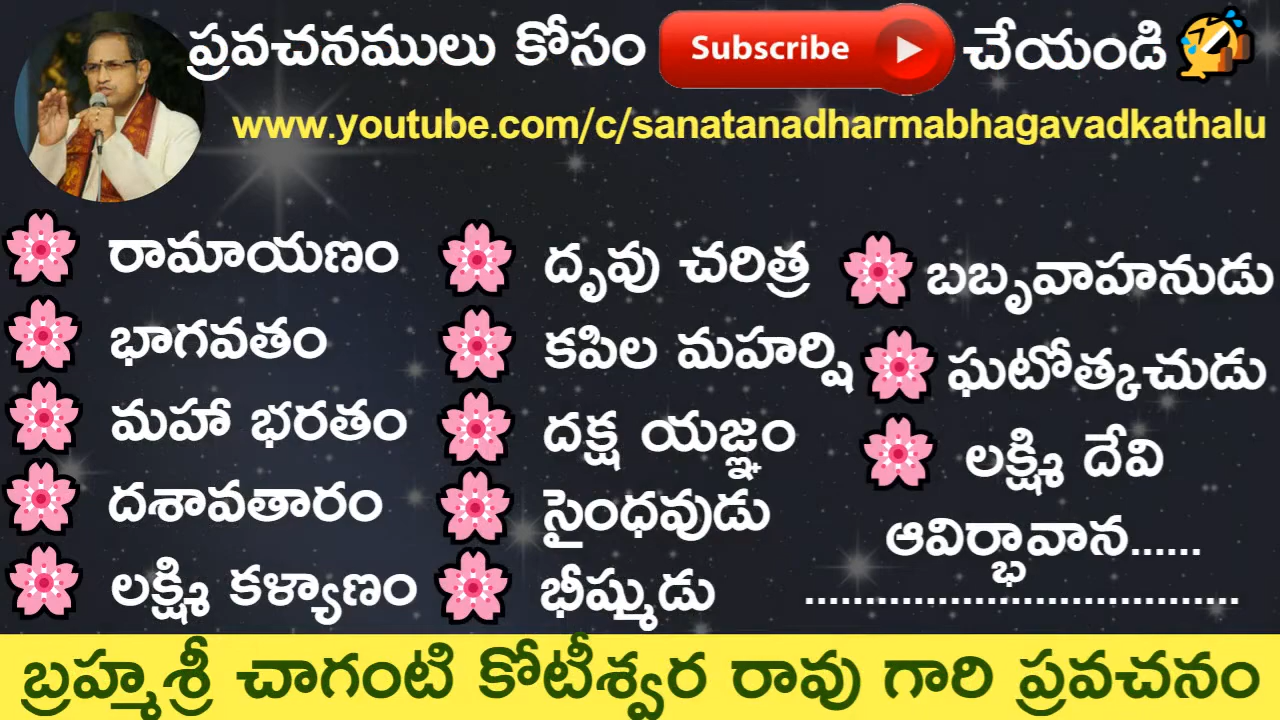 ప్రవచనములు కోసం Subscribe చేయండి
www.youtube.com/c/sanatanadharmabhagavadkathalu
రామాయణం
భాగవతం
మహా భరతం
దశావతారం
లక్ష్మి కళ్యాణం
దృవు చరిత్ర
కపిల మహర్షి
దక్ష యజ్ఞం
సైంధవుడు
భీష్ముడు
బబృవాహనుడు
ఘటోత్కచుడు
లక్ష్మి దేవి
ఆవిర్భావాన......
....................................
బ్రహ్మశ్రీ చాగంటి కోటీశ్వర రావు గారి ప్రవచనం